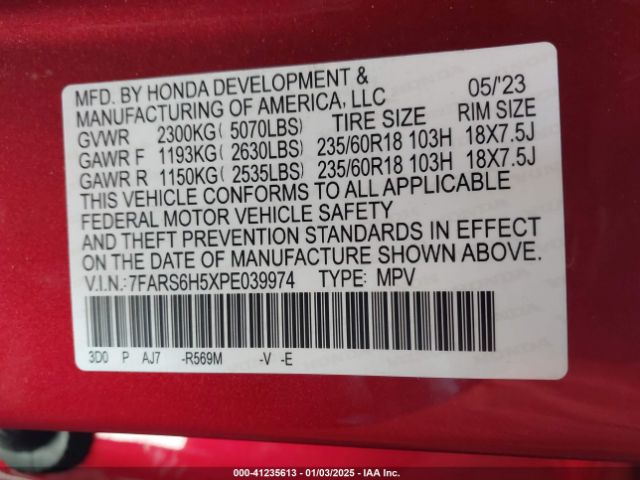 MFD. BY HONDA DEVELOPMENT & 05/'23
MANUFACTURING OF AMERICA, LLC TIRE SIZE RIM SIZE
GVWR 2300KG( 5070LBS)
GAWR F 1193KG( 2630LBS) 235/60R18 103H 18X7.5J
GAWR R 1150KG( 2535LBS) 235/60R18 103H 18X7.5J
THIS VEHICLE CONFORMS TO ALL APPLICABLE
FEDERAL MOTOR VEHICLE SAFETY
AND THEFT PREVENTION STANDARDS IN EFFECT
ON THE DATE OF MANUFACTURE SHOWN ABOVE.
V.I.N.:7FARS6H5XPE039974 TYPE: MPV
3D0 P AJ7 -R569M -V -E
000-41235613 - 01/03/2025 - IAA Inc.